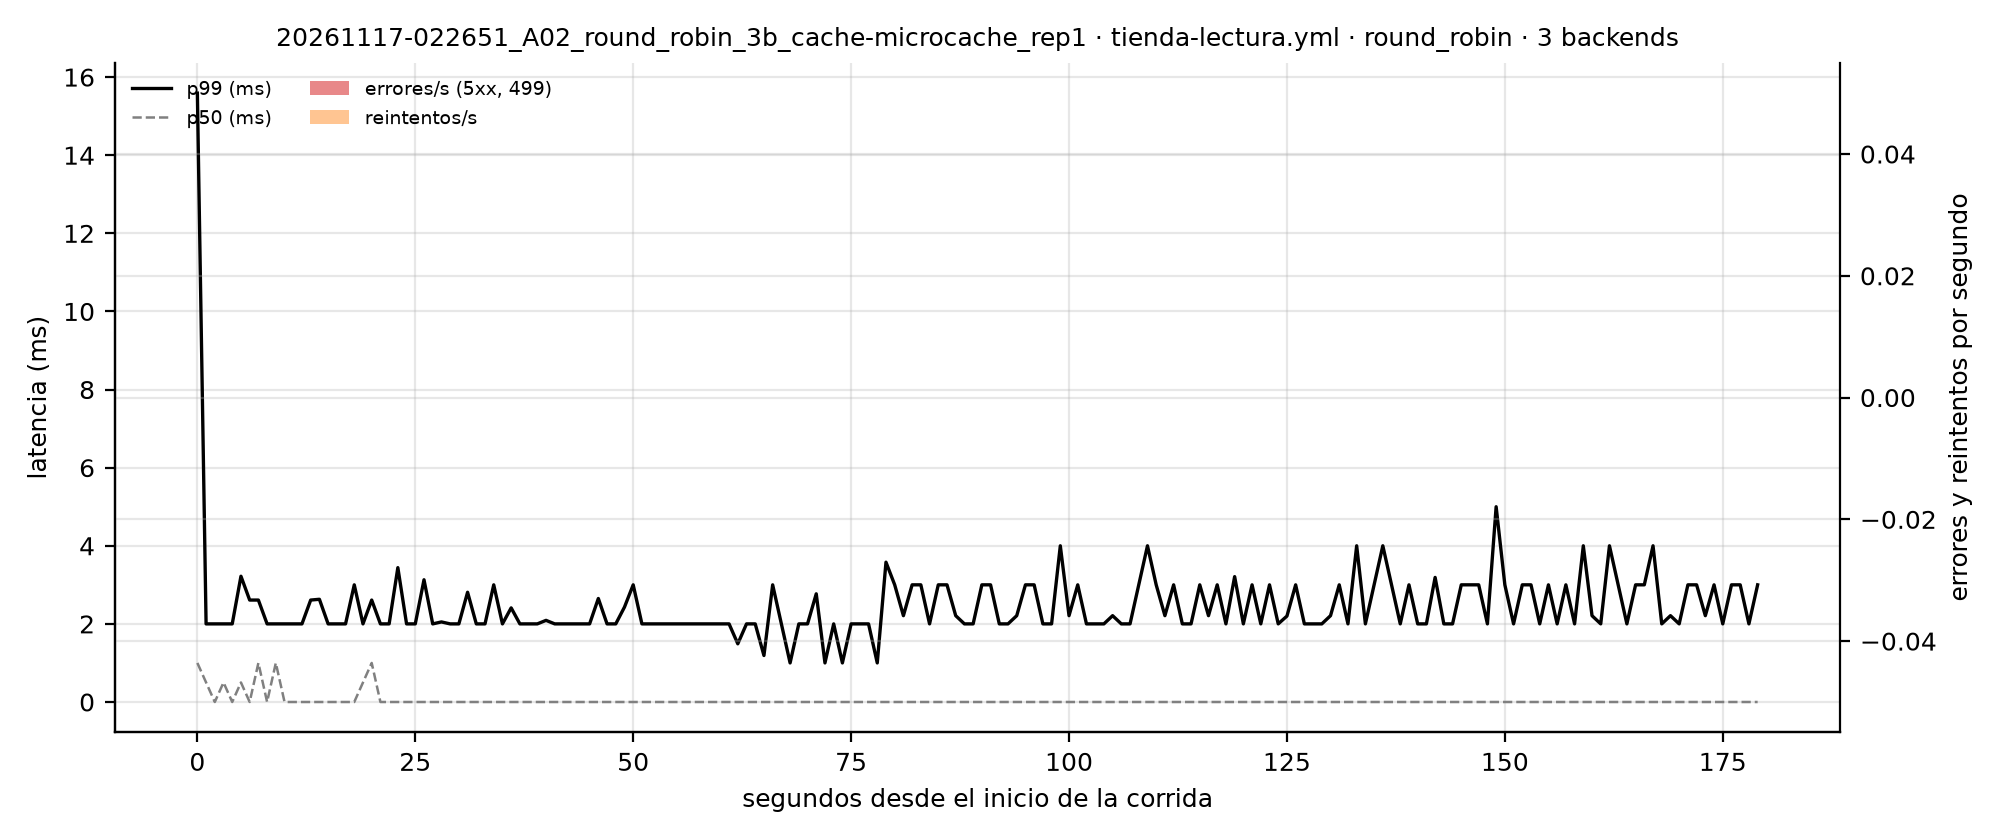 20261117-022651_A02_round_robin_3b_cache-microcache_rep1 · tienda-lectura.yml · round_robin · 3 backends
p99 (ms)
p50 (ms)
errores/s (5xx, 499)
reintentos/s
latencia (ms)
16
14
12
10
8
6
4
2
0
0.04
0.02
0.00
−0.02
−0.04
errores y reintentos por segundo
0 25 50 75 100 125 150 175
segundos desde el inicio de la corrida